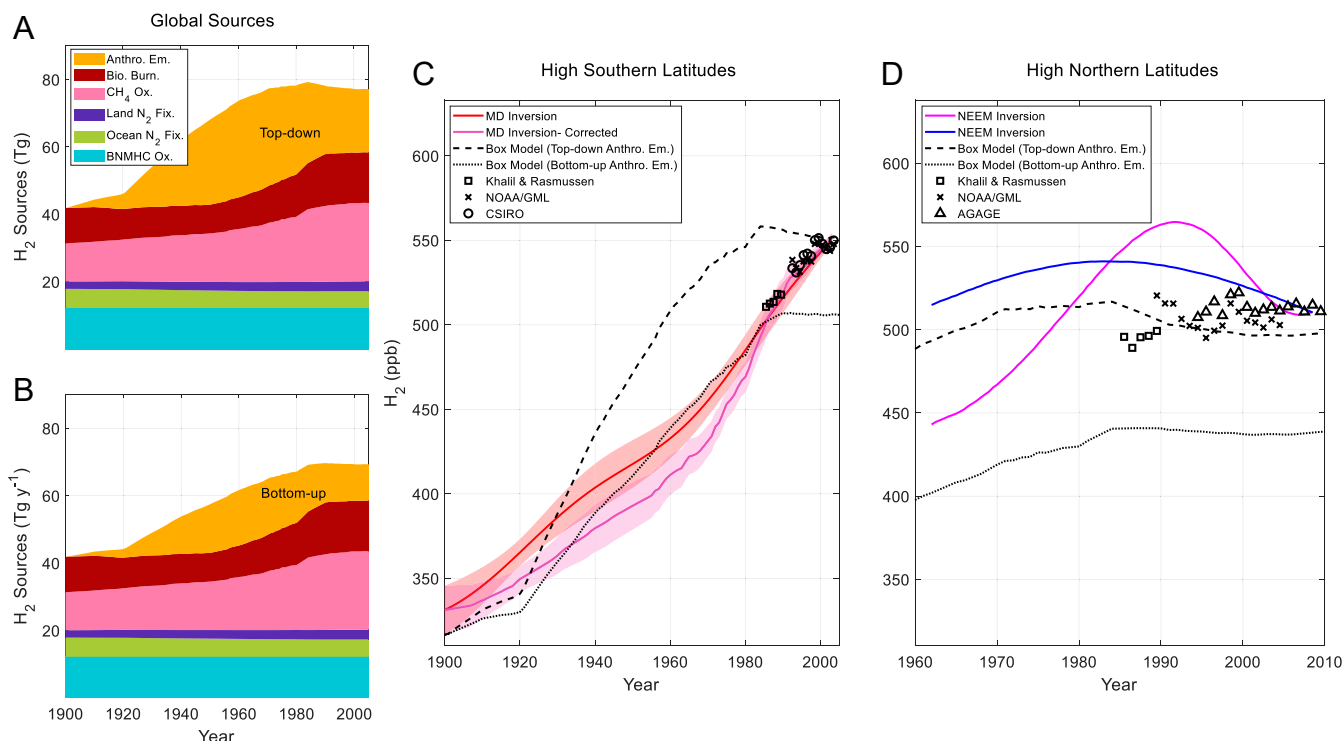 A
Global Sources
H2 Sources (Tg)
80
60
40
20
Anthro. Em.
Bio. Burn.
CH4 Ox.
Land N2 Fix.
Ocean N2 Fix.
BNMHC Ox.
Top-down
B
H2 Sources (Tg y-1)
80
60
40
20
Bottom-up
1900 1920 1940 1960 1980 2000
Year
C
High Southern Latitudes
H2 (ppb)
600
550
500
450
400
350
MD Inversion
MD Inversion- Corrected
Box Model (Top-down Anthro. Em.)
Box Model (Bottom-up Anthro. Em.)
Khalil & Rasmussen
NOAA/GML
CSIRO
1900 1920 1940 1960 1980 2000
Year
D
High Northern Latitudes
600
550
500
450
400
350
NEEM Inversion
NEEM Inversion
Box Model (Top-down Anthro. Em.)
Box Model (Bottom-up Anthro. Em.)
Khalil & Rasmussen
NOAA/GML
AGAGE
1960 1970 1980 1990 2000 2010
Year